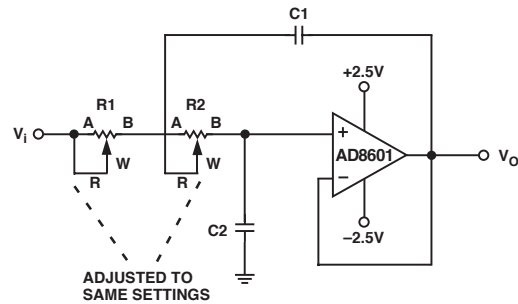 C1
+2.5V
R1
R2
A
B
A
B
Vi
+
AD8601
VO
W
W
−
R
R
C2
−2.5V
ADJUSTED TO
SAME SETTINGS